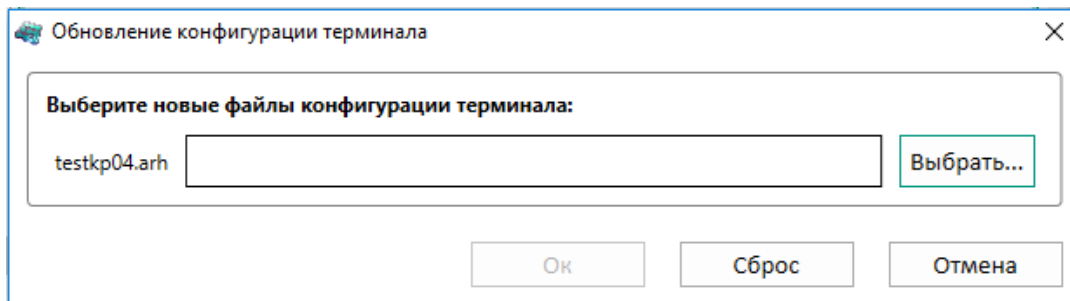 Обновление конфигурации терминала
Выберите новые файлы конфигурации терминала:
testkp04.arh Выбрать...
Ок Сброс Отмена